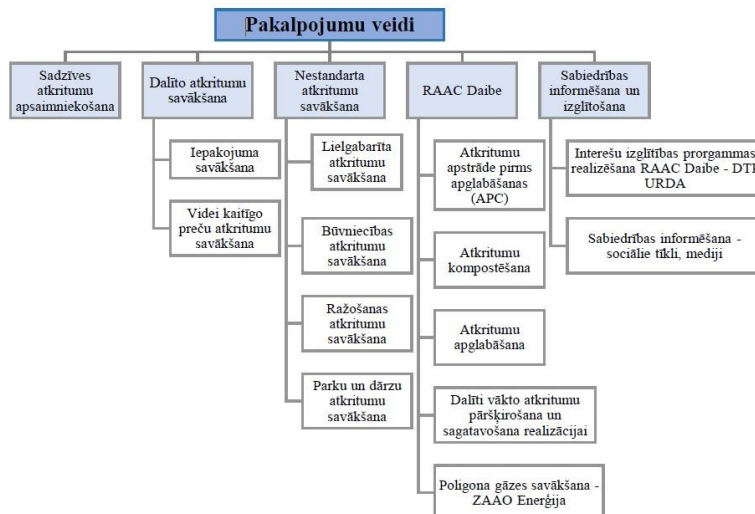 Pakalpojumu veidi
Sadzīves
atkritumu
apsaimniekošana
Dalīto atkritumu
savākšana
Iepakojuma
savākšana
Videi kaitīgo
preču atkritumu
savākšana
Nestandarta
atkritumu
savākšana
Lielgabarīta
atkritumu
savākšana
Būvniecības
atkritumu
savākšana
Ražošanas
atkritumu
savākšana
Parku un dārzu
atkritumu
savākšana
RAAC Daibe
Atkritumu
apstrāde pirms
apglabāšanas
(APC)
Atkritumu
kompostēšana
Atkritumu
apglabāšana
Dalīti vākto atkritumu
pāršķirošana un
sagatavošana realizācijai
Poligona gāzes savākšana -
ZAAO Enerģija
Sabiedrības
informēšana un
izglītošana
Interešu izglītības prorgammas
realizēšana RAAC Daibe -
URDA
Sabiedrības informēšana -
sociālie tīkli, mediji